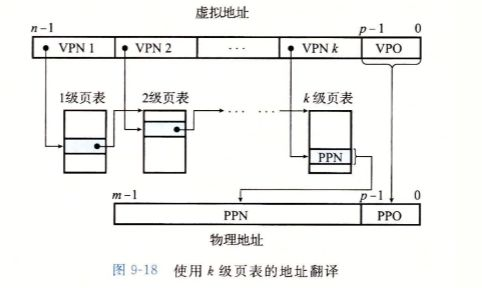 虚拟地址
n-1 p-1 0
VPN 1 VPN 2 ... VPN k VPO
1级页表 2级页表 ... ... k 级页表
PPN
m-1 p-1 0
PPN PPO
物理地址
图 9-18 使用 k 级页表的地址翻译